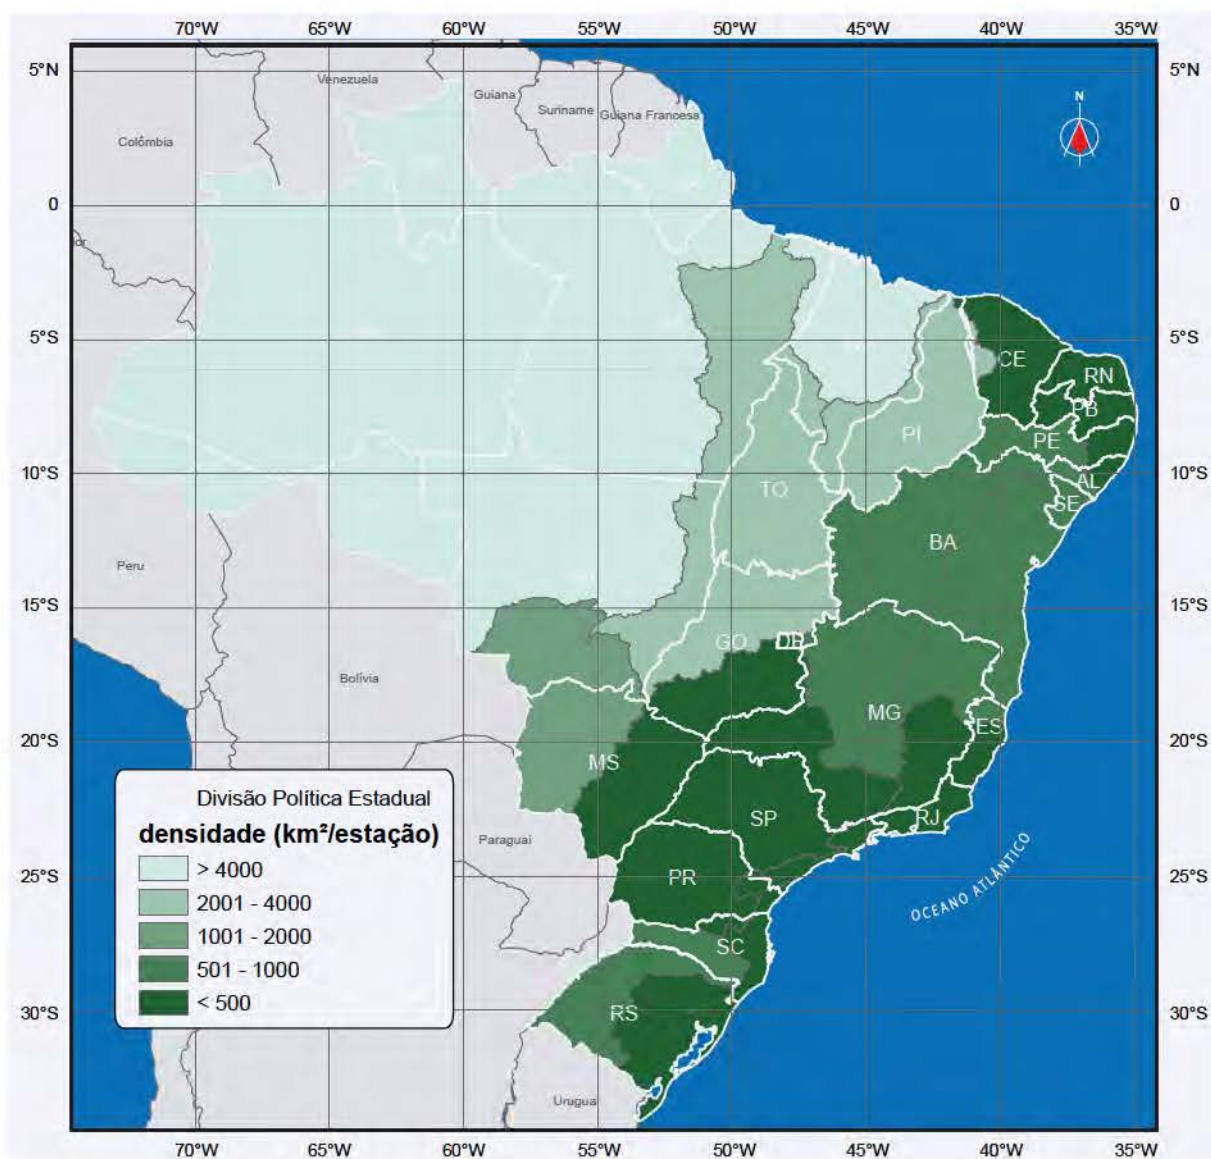 70°W 65°W 60°W 55°W 50°W 45°W 40°W 35°W
5°N 5°N
Venezuela
Guiana
Suriname
Guiana Francesa
N
Colômbia
0 0
5°S 5°S
CE
RN
PB
PI
PE
10°S 10°S
TO
AL
SE
BA
Peru
15°S 15°S
GO
DF
Bolívia
MG
ES
20°S 20°S
MS
Divisão Política Estadual
densidade (km²/estação)
> 4000
2001 - 4000
1001 - 2000
501 - 1000
< 500
SP
RJ
Paraguai
PR
OCEANO ATLÂNTICO
25°S 25°S
SC
RS
30°S 30°S
Urugua
70°W 65°W 60°W 55°W 50°W 45°W 40°W 35°W